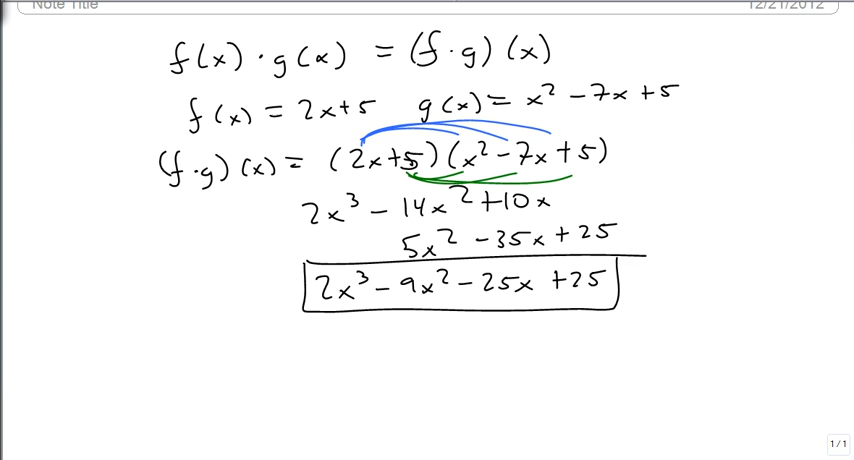 Note Title
12/21/2012
f(x) · g(x) = (f · g)(x)
f(x) = 2x+5 g(x) = x² - 7x + 5
(f · g)(x) = (2x+5)(x² - 7x + 5)
2x³ - 14x² + 10x
5x² - 35x + 25
2x³ - 9x² - 25x + 25
1 / 1